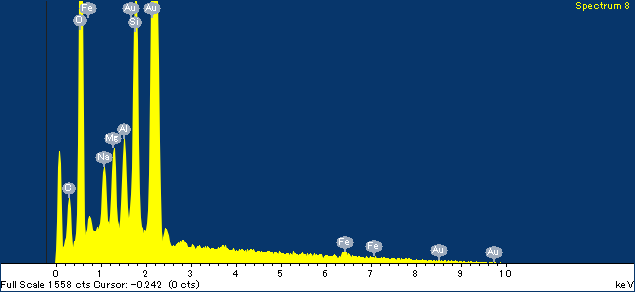 Spectrum 8
Fe Au Au
O Si
Al
Mg
Na
O
Fe Fe Au Au
0 1 2 3 4 5 6 7 8 9 10
Full Scale 1558 cts Cursor: -0.242 (0 cts) keV